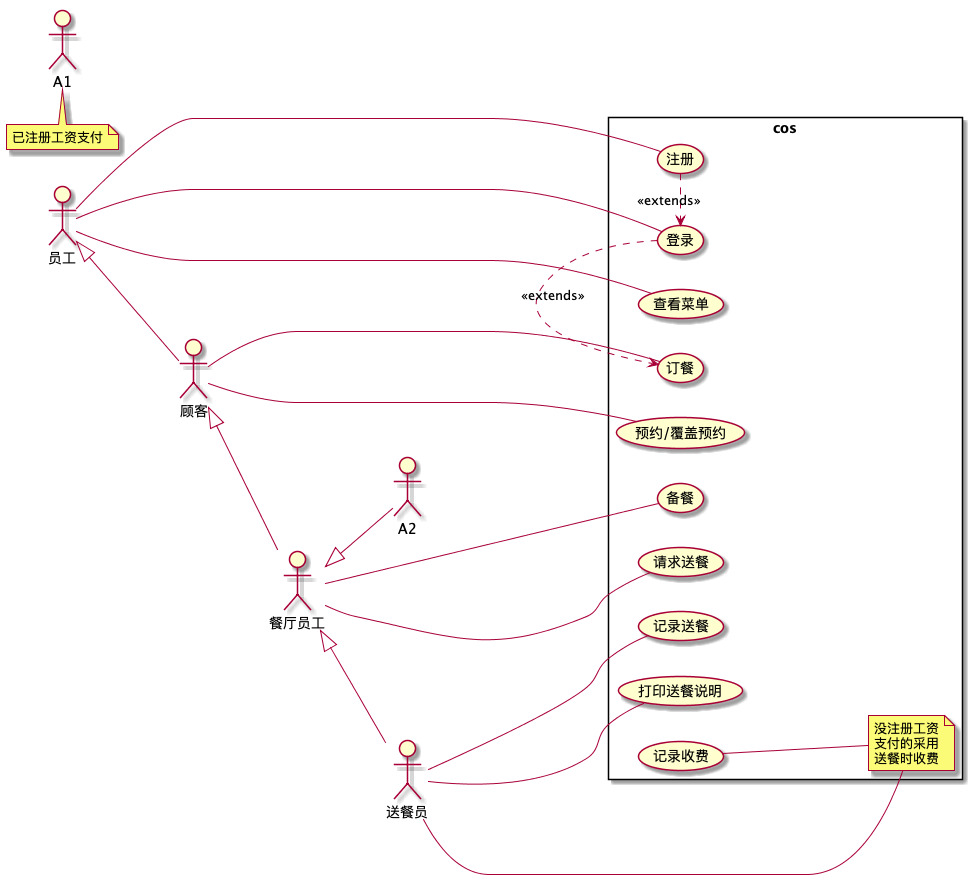 A1
已注册工资支付
cos
注册
«extends»
员工
登录
«extends»
查看菜单
订餐
顾客
预约/覆盖预约
备餐
A2
请求送餐
餐厅员工
记录送餐
打印送餐说明
没注册工资
支付的采用
送餐时收费
记录收费
送餐员